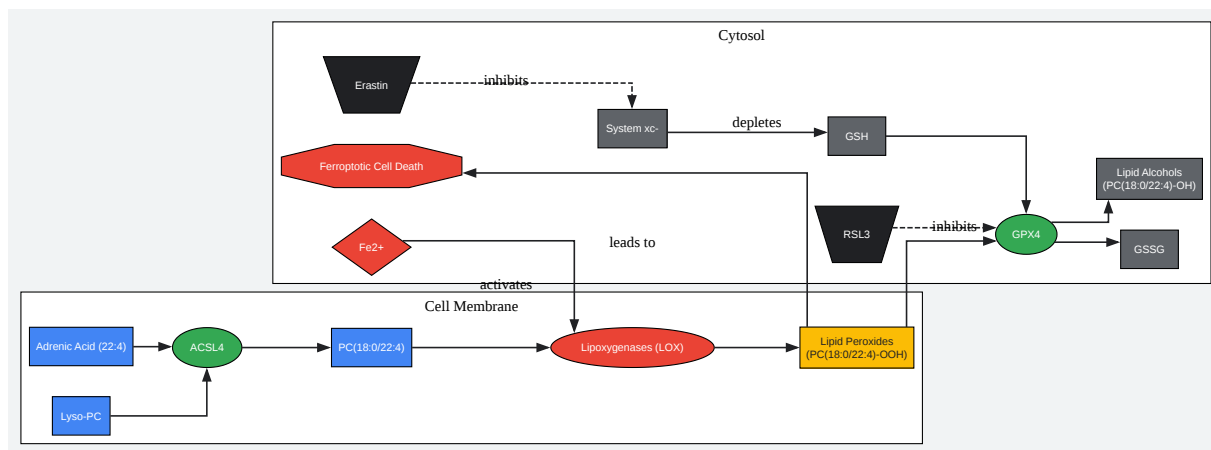 Cytosol
Erastin
inhibits
System xc-
depletes
GSH
Ferroptotic Cell Death
Lipid Alcohols
(PC(18:0/22:4)-OH)
RSL3
inhibits
GPX4
Fe2+
leads to
GSSG
activates
Cell Membrane
Adrenic Acid (22:4)
ACSL4
PC(18:0/22:4)
Lipoxygenases (LOX)
Lipid Peroxides
(PC(18:0/22:4)-OOH)
Lyso-PC